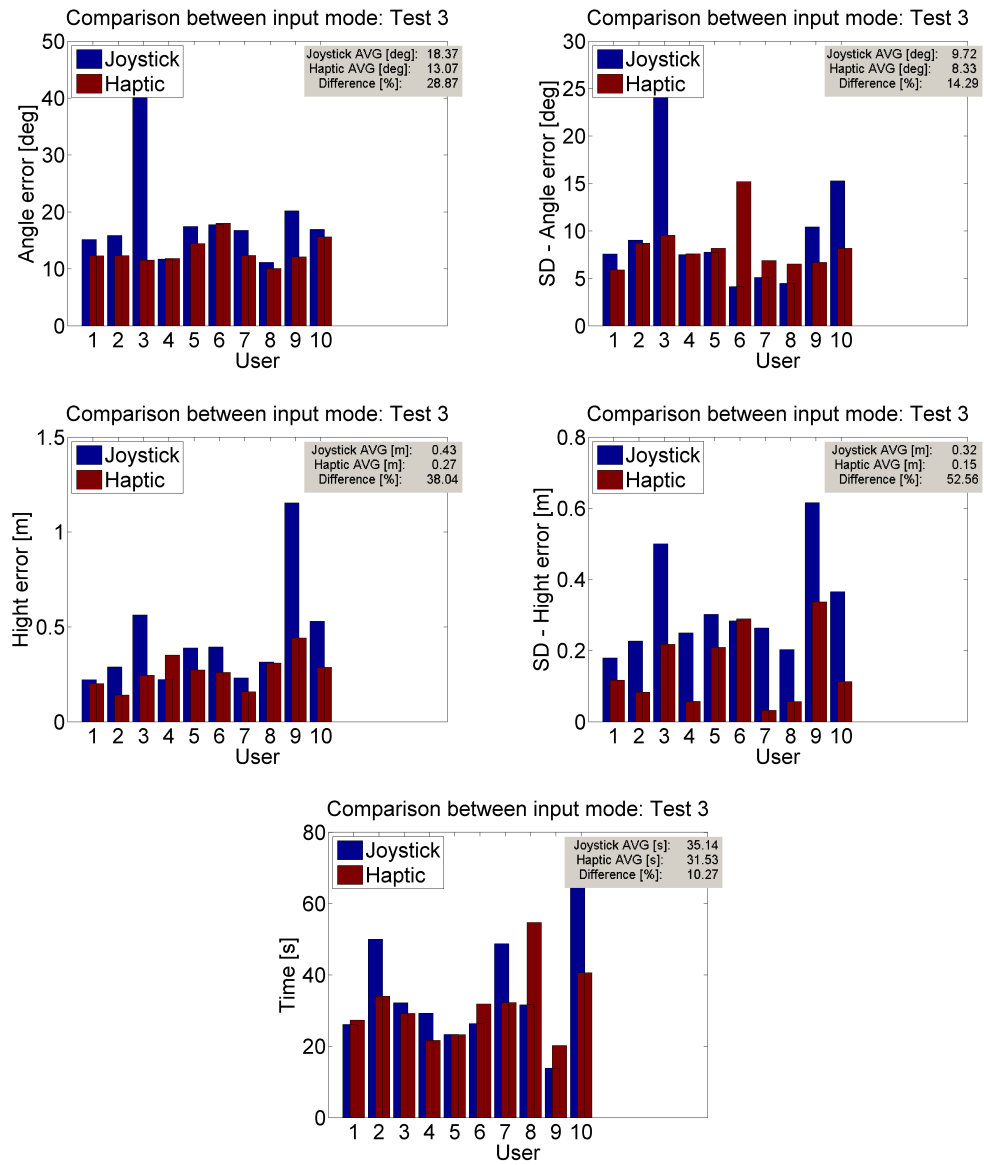 Comparison between input mode: Test 3
50
40
30
20
10
0
Angle error [deg]
Joystick
Haptic
Joystick AVG [deg]: 18.37
Haptic AVG [deg]: 13.07
Difference [%]: 28.87
1 2 3 4 5 6 7 8 9 10
User
Comparison between input mode: Test 3
30
25
20
15
10
5
0
SD - Angle error [deg]
Joystick
Haptic
Joystick AVG [deg]: 9.72
Haptic AVG [deg]: 8.33
Difference [%]: 14.29
1 2 3 4 5 6 7 8 9 10
User
Comparison between input mode: Test 3
1.5
1
0.5
0
Hight error [m]
Joystick
Haptic
Joystick AVG [m]: 0.43
Haptic AVG [m]: 0.27
Difference [%]: 38.04
1 2 3 4 5 6 7 8 9 10
User
Comparison between input mode: Test 3
0.8
0.6
0.4
0.2
0
SD - Hight error [m]
Joystick
Haptic
Joystick AVG [m]: 0.32
Haptic AVG [m]: 0.15
Difference [%]: 52.56
1 2 3 4 5 6 7 8 9 10
User
Comparison between input mode: Test 3
80
60
40
20
0
Time [s]
Joystick
Haptic
Joystick AVG [s]: 35.14
Haptic AVG [s]: 31.53
Difference [%]: 10.27
1 2 3 4 5 6 7 8 9 10
User